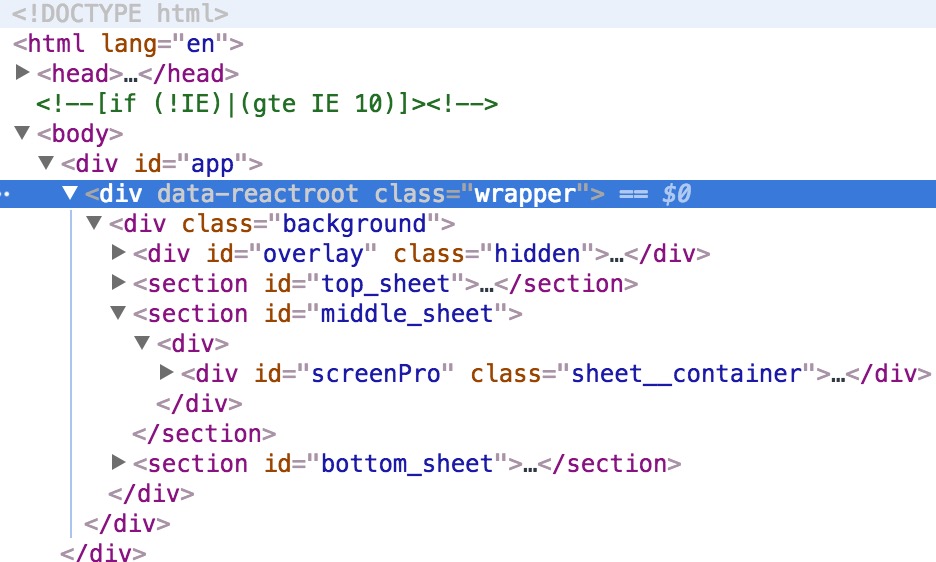 <!DOCTYPE html>
<html lang="en">
<head>…</head>
<!--[if (!IE)|(gte IE 10)]><!-->
<body>
<div id="app">
<div data-reactroot class="wrapper"> == $0
<div class="background">
<div id="overlay" class="hidden">…</div>
<section id="top_sheet">…</section>
<section id="middle_sheet">
<div>
<div id="screenPro" class="sheet__container">…</div>
</div>
</section>
<section id="bottom_sheet">…</section>
</div>
</div>
</div>